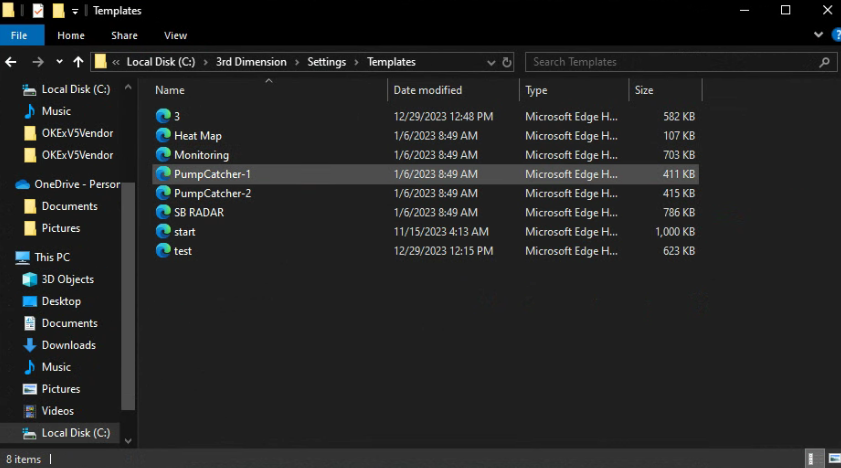 Templates
File Home Share View
« Local Disk (C:) > 3rd Dimension > Settings > Templates
Search Templates
Name Date modified Type Size
Local Disk (C:)
Music
OKExV5Vendor
OKExV5Vendor
OneDrive - Person
Documents
Pictures
This PC
3D Objects
Desktop
Documents
Downloads
Music
Pictures
Videos
Local Disk (C:)
3 12/29/2023 12:48 PM Microsoft Edge H... 582 KB
Heat Map 1/6/2023 8:49 AM Microsoft Edge H... 107 KB
Monitoring 1/6/2023 8:49 AM Microsoft Edge H... 703 KB
PumpCatcher-1 1/6/2023 8:49 AM Microsoft Edge H... 411 KB
PumpCatcher-2 1/6/2023 8:49 AM Microsoft Edge H... 415 KB
SB RADAR 1/6/2023 8:49 AM Microsoft Edge H... 786 KB
start 11/15/2023 4:13 AM Microsoft Edge H... 1,000 KB
test 12/29/2023 12:15 PM Microsoft Edge H... 623 KB
8 items